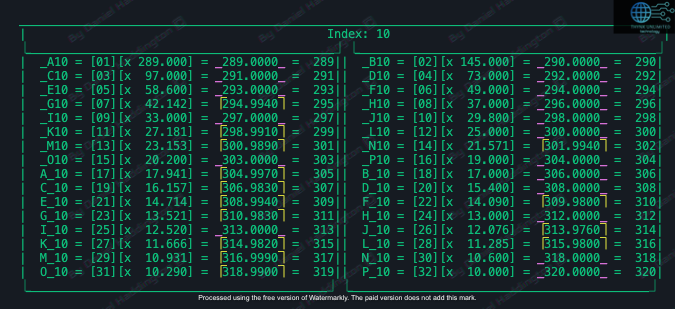 TRYRIK UNLIMITED
technology
Index: 10
_A10 = [01][x 289.000] = _289.0000_ = 289 _B10 = [02][x 145.000] = _290.0000_ = 290
_C10 = [03][x 97.000] = _291.0000_ = 291 _D10 = [04][x 73.000] = _292.0000_ = 292
_E10 = [05][x 58.600] = _293.0000_ = 293 _F10 = [06][x 49.000] = _294.0000_ = 294
_G10 = [07][x 42.142] = ⌈294.9940⌉ = 295 _H10 = [08][x 37.000] = _296.0000_ = 296
_I10 = [09][x 33.000] = _297.0000_ = 297 _J10 = [10][x 29.800] = _298.0000_ = 298
_K10 = [11][x 27.181] = ⌈298.9910⌉ = 299 _L10 = [12][x 25.000] = _300.0000_ = 300
_M10 = [13][x 23.153] = ⌈300.9890⌉ = 301 _N10 = [14][x 21.571] = ⌈301.9940⌉ = 302
_O10 = [15][x 20.200] = _303.0000_ = 303 _P10 = [16][x 19.000] = _304.0000_ = 304
A_10 = [17][x 17.941] = ⌈304.9970⌉ = 305 B_10 = [18][x 17.000] = _306.0000_ = 306
C_10 = [19][x 16.157] = ⌈306.9830⌉ = 307 D_10 = [20][x 15.400] = _308.0000_ = 308
E_10 = [21][x 14.714] = ⌈308.9940⌉ = 309 F_10 = [22][x 14.090] = ⌈309.9800⌉ = 310
G_10 = [23][x 13.521] = ⌈310.9830⌉ = 311 H_10 = [24][x 13.000] = _312.0000_ = 312
I_10 = [25][x 12.520] = _313.0000_ = 313 J_10 = [26][x 12.076] = ⌈313.9760⌉ = 314
K_10 = [27][x 11.666] = ⌈314.9820⌉ = 315 L_10 = [28][x 11.285] = ⌈315.9800⌉ = 316
M_10 = [29][x 10.931] = ⌈316.9990⌉ = 317 N_10 = [30][x 10.600] = _318.0000_ = 318
O_10 = [31][x 10.290] = ⌈318.9900⌉ = 319 P_10 = [32][x 10.000] = _320.0000_ = 320
Processed using the free version of Watermarkly. The paid version does not add this mark.